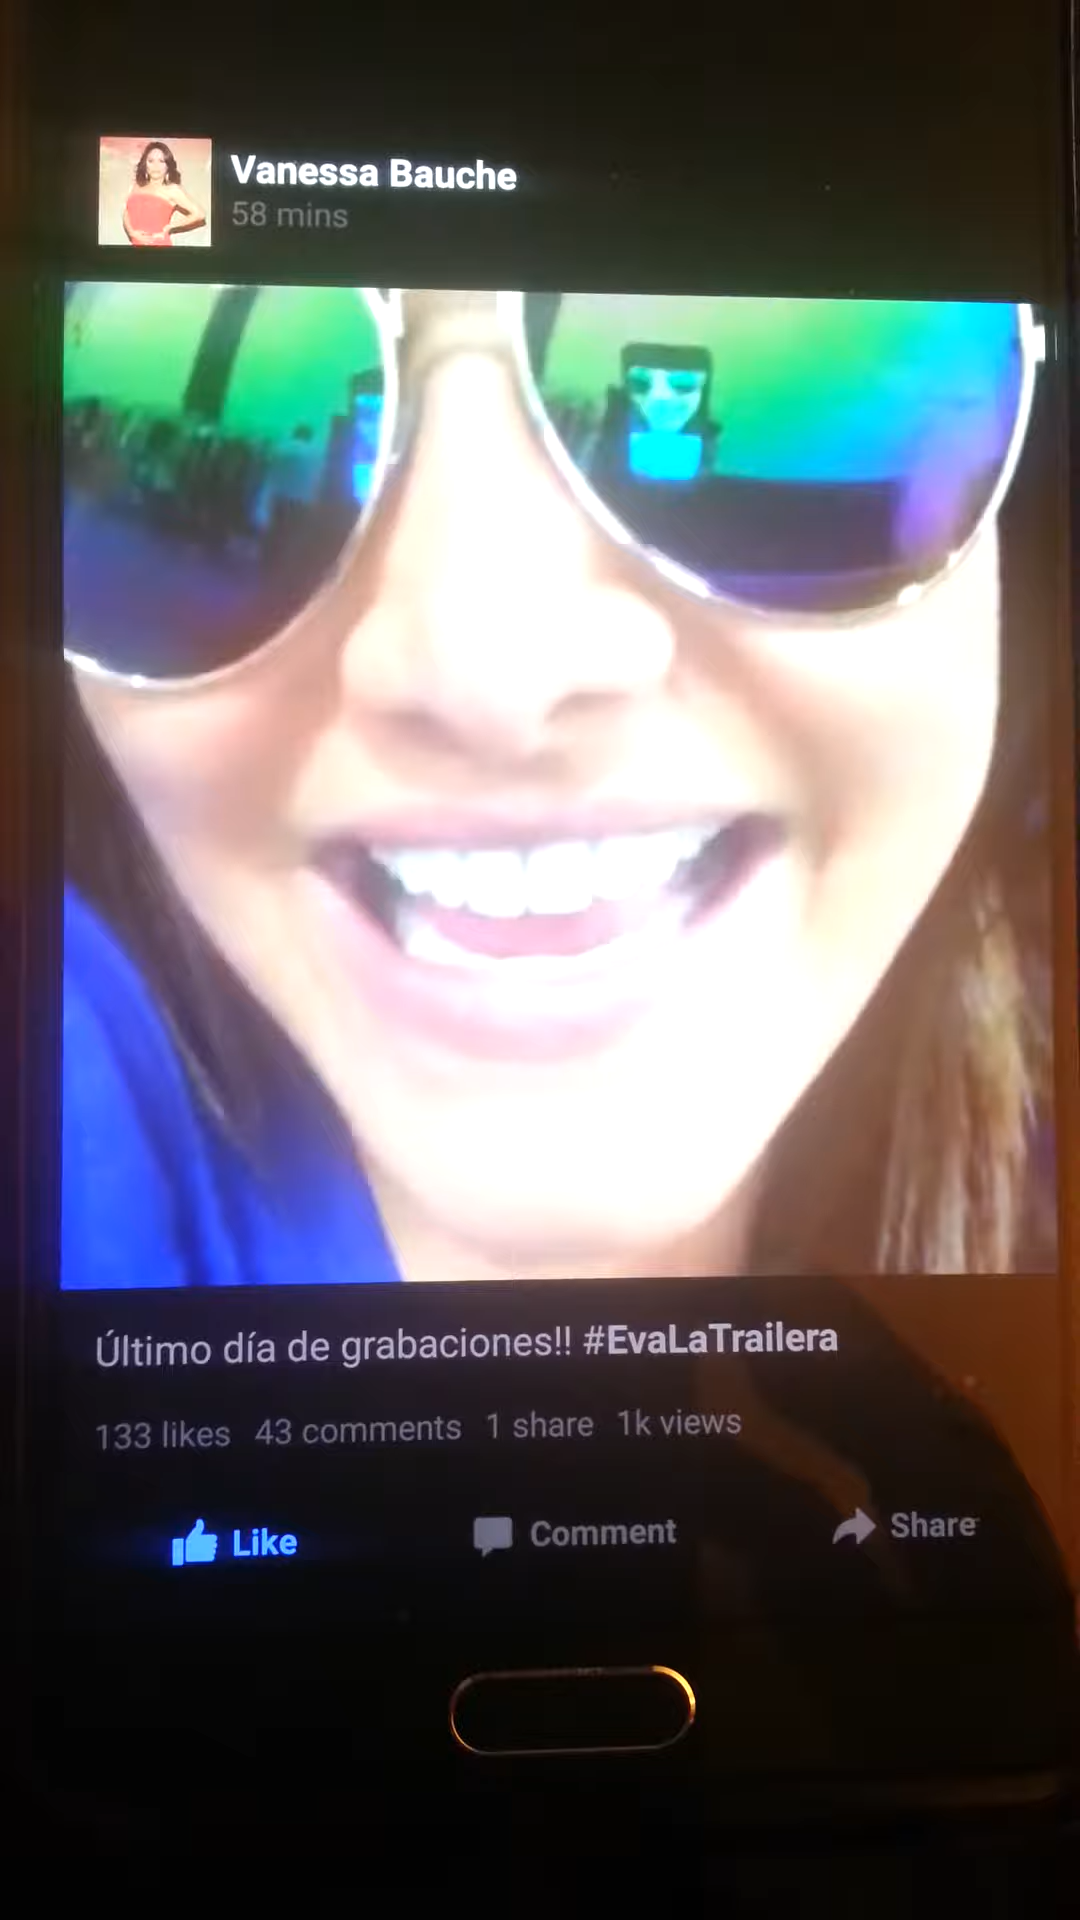 Vanessa Bauche
58 mins
Último día de grabaciones!! #EvaLaTrailera
133 likes 43 comments 1 share 1k views
Like Comment Share